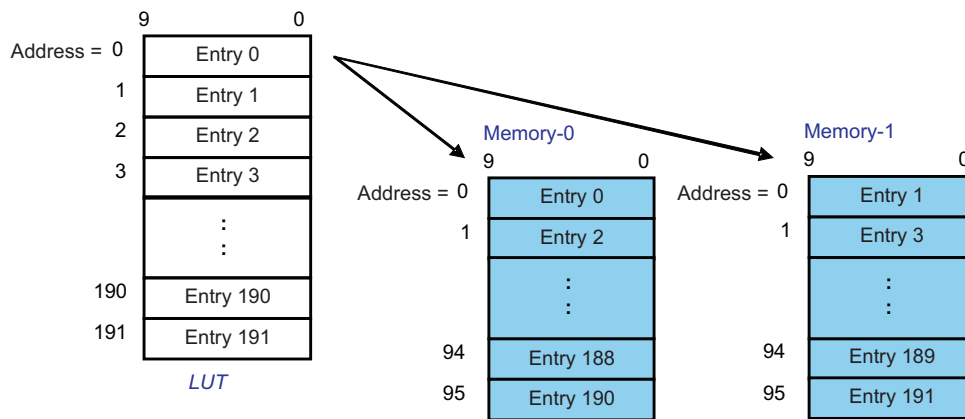 9 0
Address = 0 Entry 0
1 Entry 1
2 Entry 2
3 Entry 3
:
:
190 Entry 190
191 Entry 191
LUT
Memory-0
9 0
Address = 0 Entry 0
1 Entry 2
:
:
94 Entry 188
95 Entry 190
Memory-1
9 0
Address = 0 Entry 1
1 Entry 3
:
:
94 Entry 189
95 Entry 191